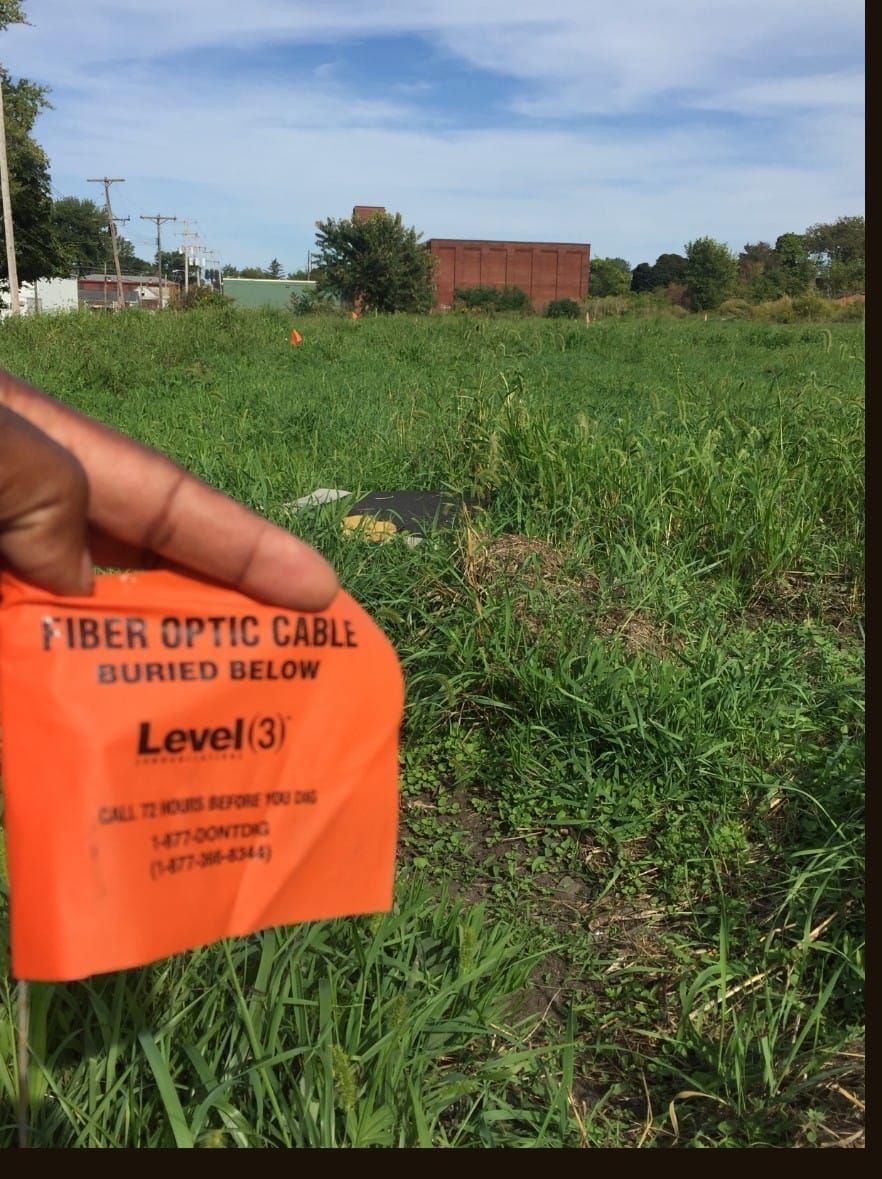 FIBER OPTIC CABLE
BURIED BELOW
Level(3)
COMMUNICATIONS
CALL 72 HOURS BEFORE YOU DIG
1-877-DONTDIG
(1-877-366-8344)